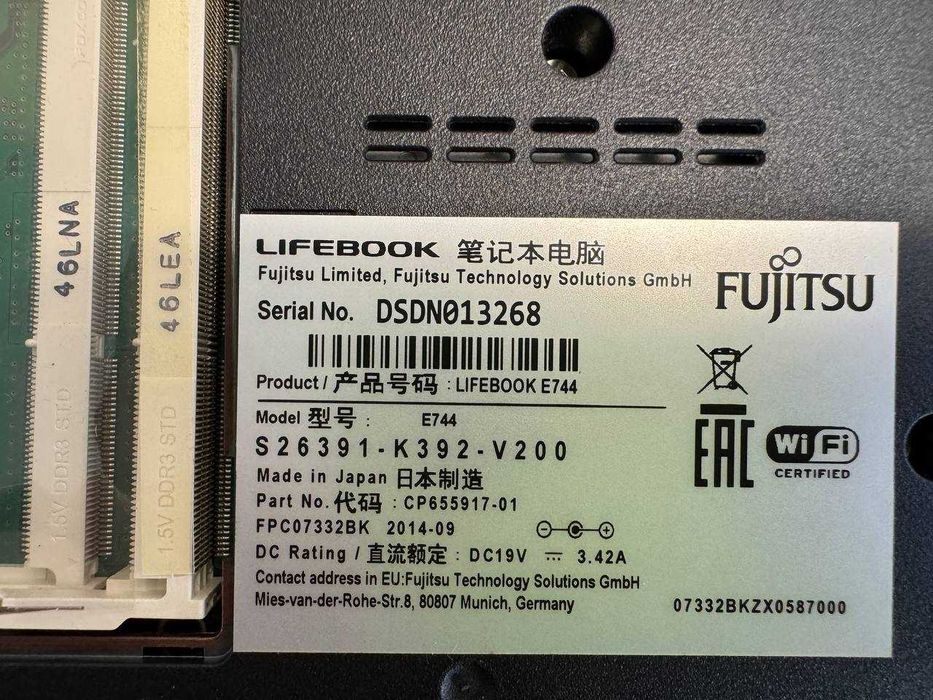 46LNA
1.5V DDR3 STD
46LEA
1.5V DDR3 STD
LIFEBOOK 笔记本电脑
Fujitsu Limited, Fujitsu Technology Solutions GmbH
FUJITSU
Serial No. DSDN013268
Product / 产品号码 : LIFEBOOK E744
Model 型号 : E744
S26391-K392-V200
EAC
Wi Fi
CERTIFIED
Made in Japan 日本制造
Part No. 代码 : CP655917-01
FPC07332BK 2014-09
DC Rating / 直流额定 : DC19V ⎓ 3.42A
Contact address in EU:Fujitsu Technology Solutions GmbH
Mies-van-der-Rohe-Str.8, 80807 Munich, Germany
07332BKZX0587000